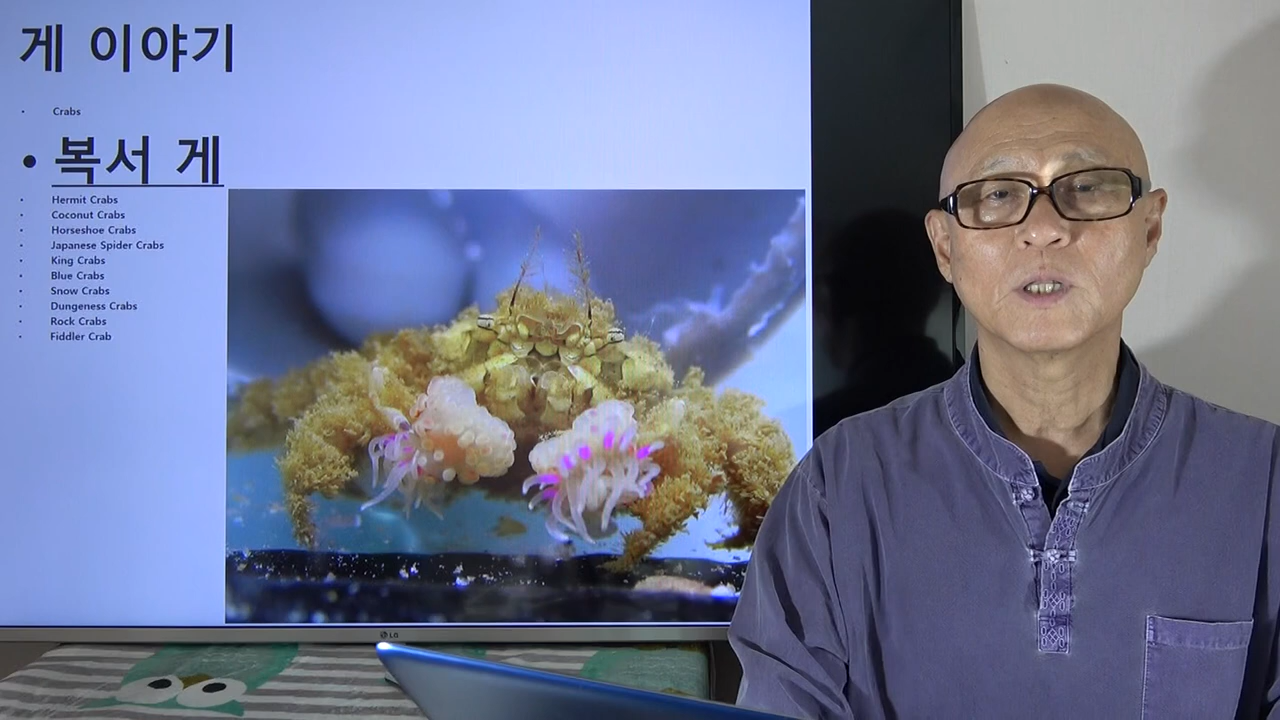 게 이야기
• Crabs
• 복서 게
• Hermit Crabs
• Coconut Crabs
• Horseshoe Crabs
• Japanese Spider Crabs
• King Crabs
• Blue Crabs
• Snow Crabs
• Dungeness Crabs
• Rock Crabs
• Fiddler Crab
LG